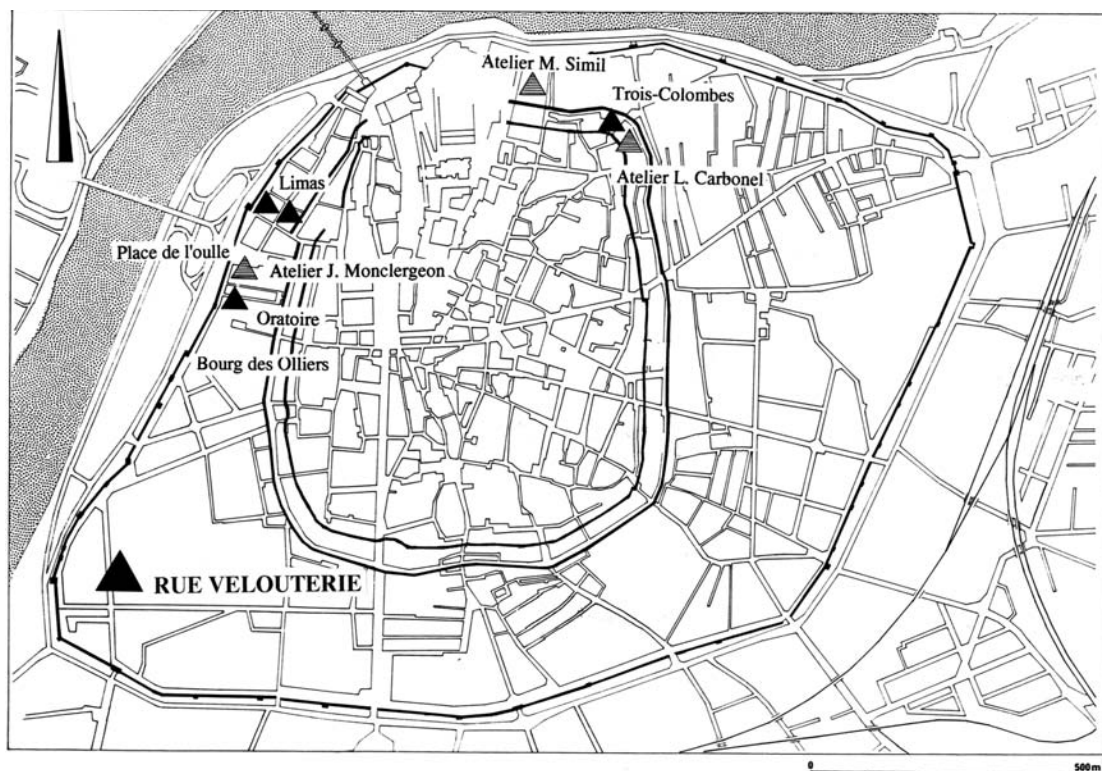 Atelier M. Simil
Trois-Colombes
Atelier L. Carbonel
Limas
Place de l'oulle
Atelier J. Monclergeon
Oratoire
Bourg des Olliers
RUE VELOUTERIE
0 500m